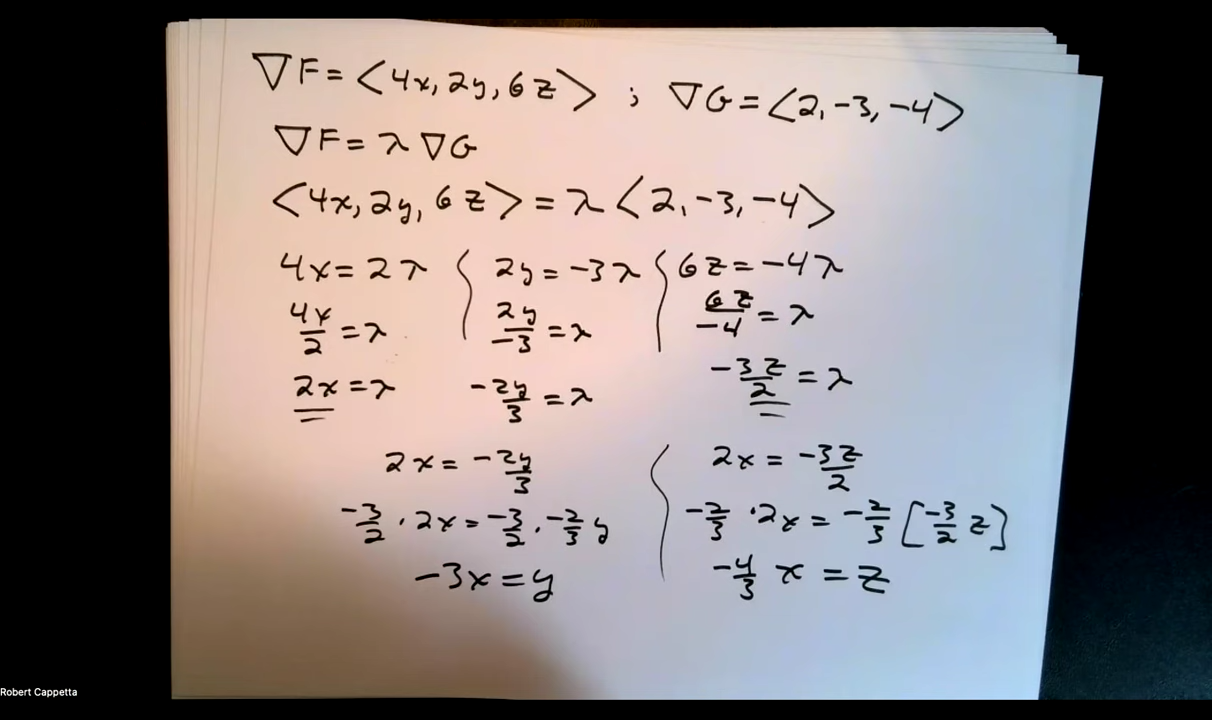 ∇F = <4x, 2y, 6z> ; ∇G = <2, -3, -4>
∇F = λ∇G
<4x, 2y, 6z> = λ<2, -3, -4>
4x = 2λ { 2y = -3λ { 6z = -4λ
4x/2 = λ 2y/-3 = λ 6z/-4 = λ
2x = λ -2y/3 = λ -3z/2 = λ
2x = -2y/3 { 2x = -3z/2
-3/2 · 2x = -3/2 · -2/3 y -2/3 · 2x = -2/3 [-3/2 z]
-3x = y -4/3 x = z
Robert Cappetta